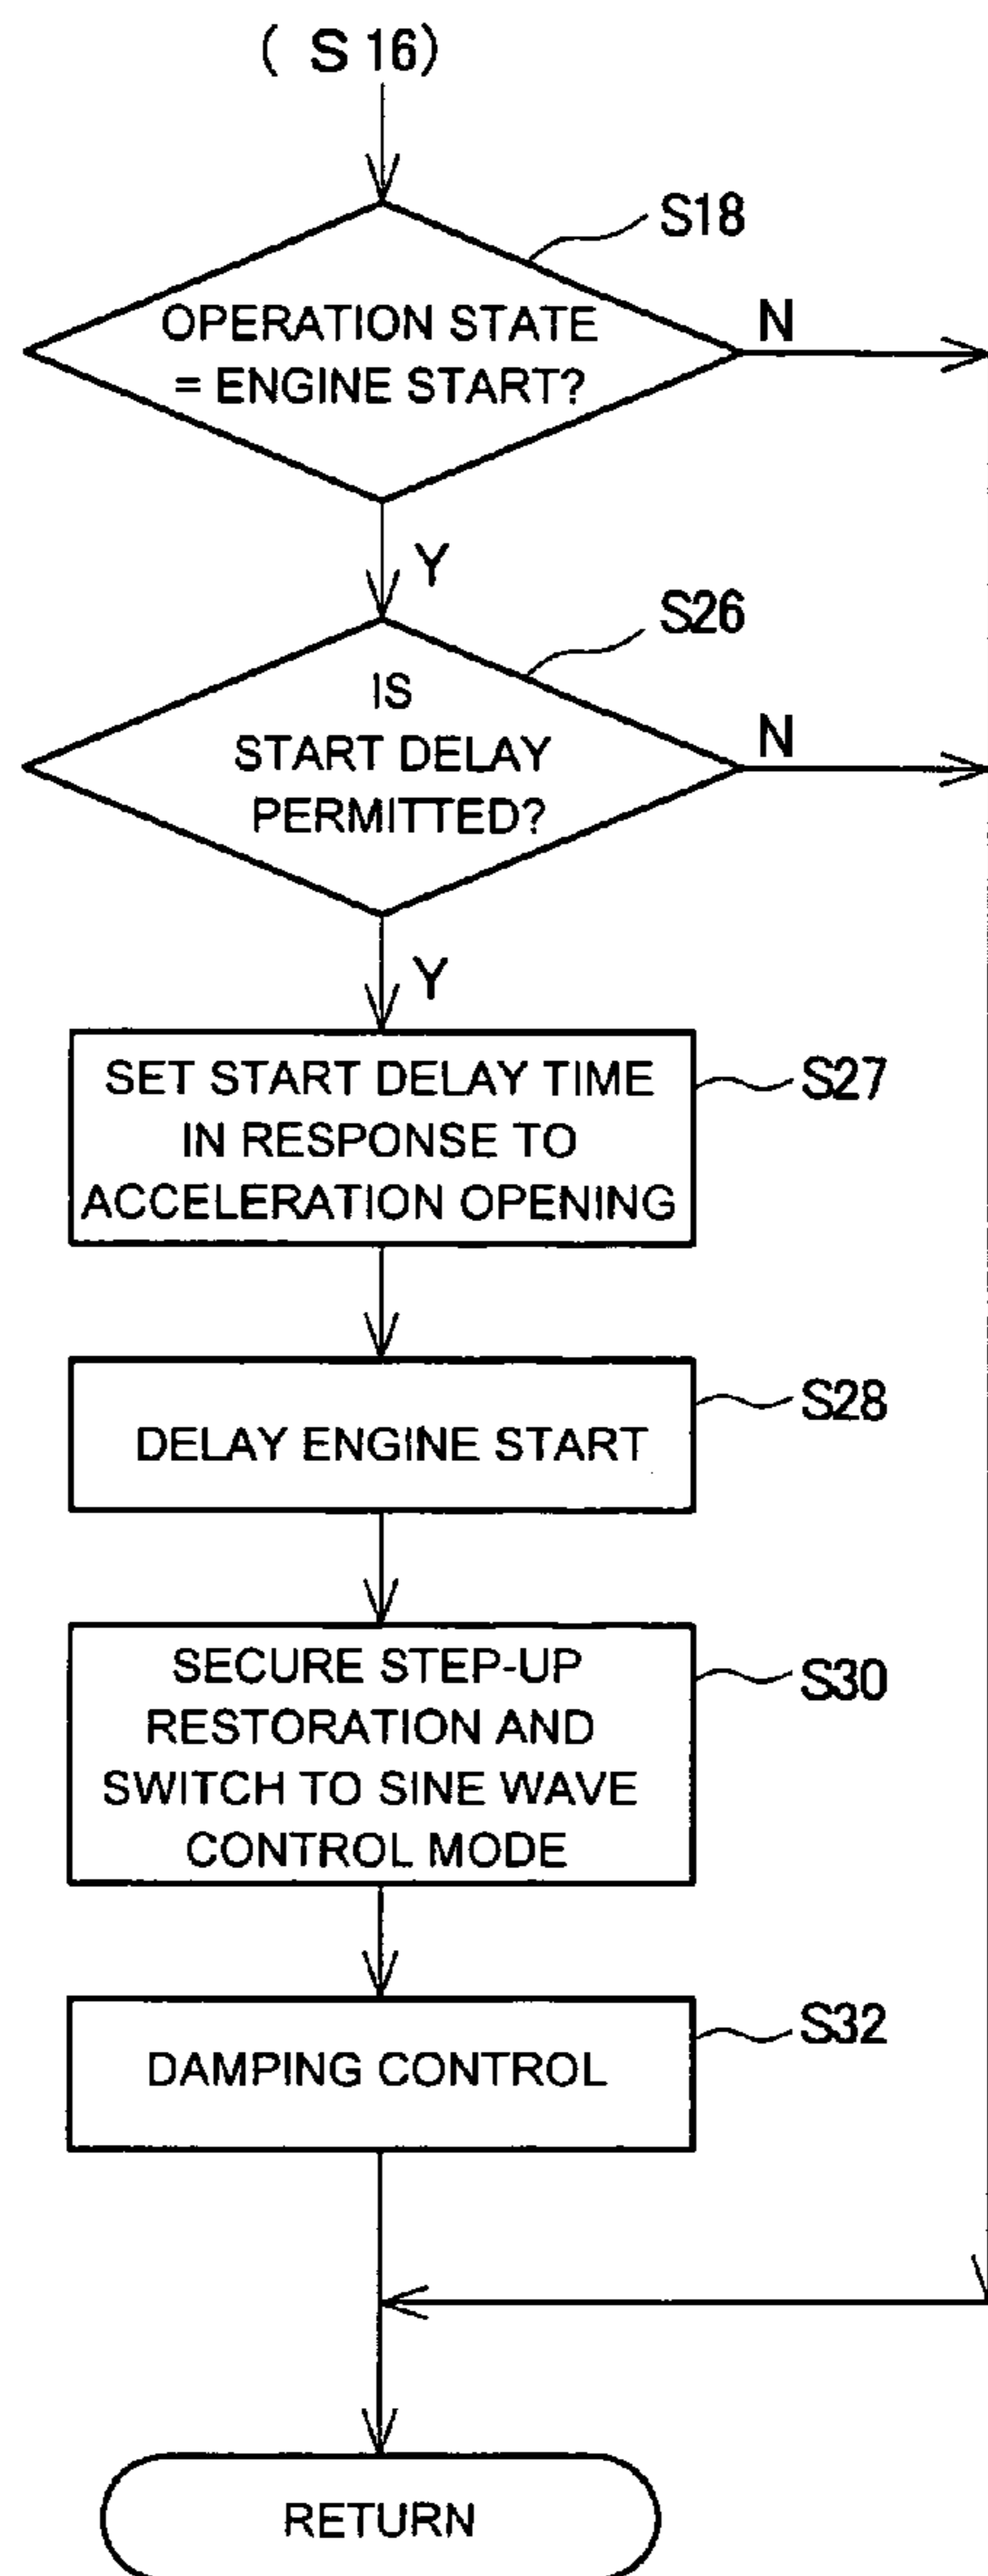 ( S 16)
S18
OPERATION STATE
= ENGINE START?
N
Y
S26
IS
START DELAY
PERMITTED?
N
Y
SET START DELAY TIME
IN RESPONSE TO
ACCELERATION OPENING
S27
DELAY ENGINE START
S28
SECURE STEP-UP
RESTORATION AND
SWITCH TO SINE WAVE
CONTROL MODE
S30
DAMPING CONTROL
S32
RETURN